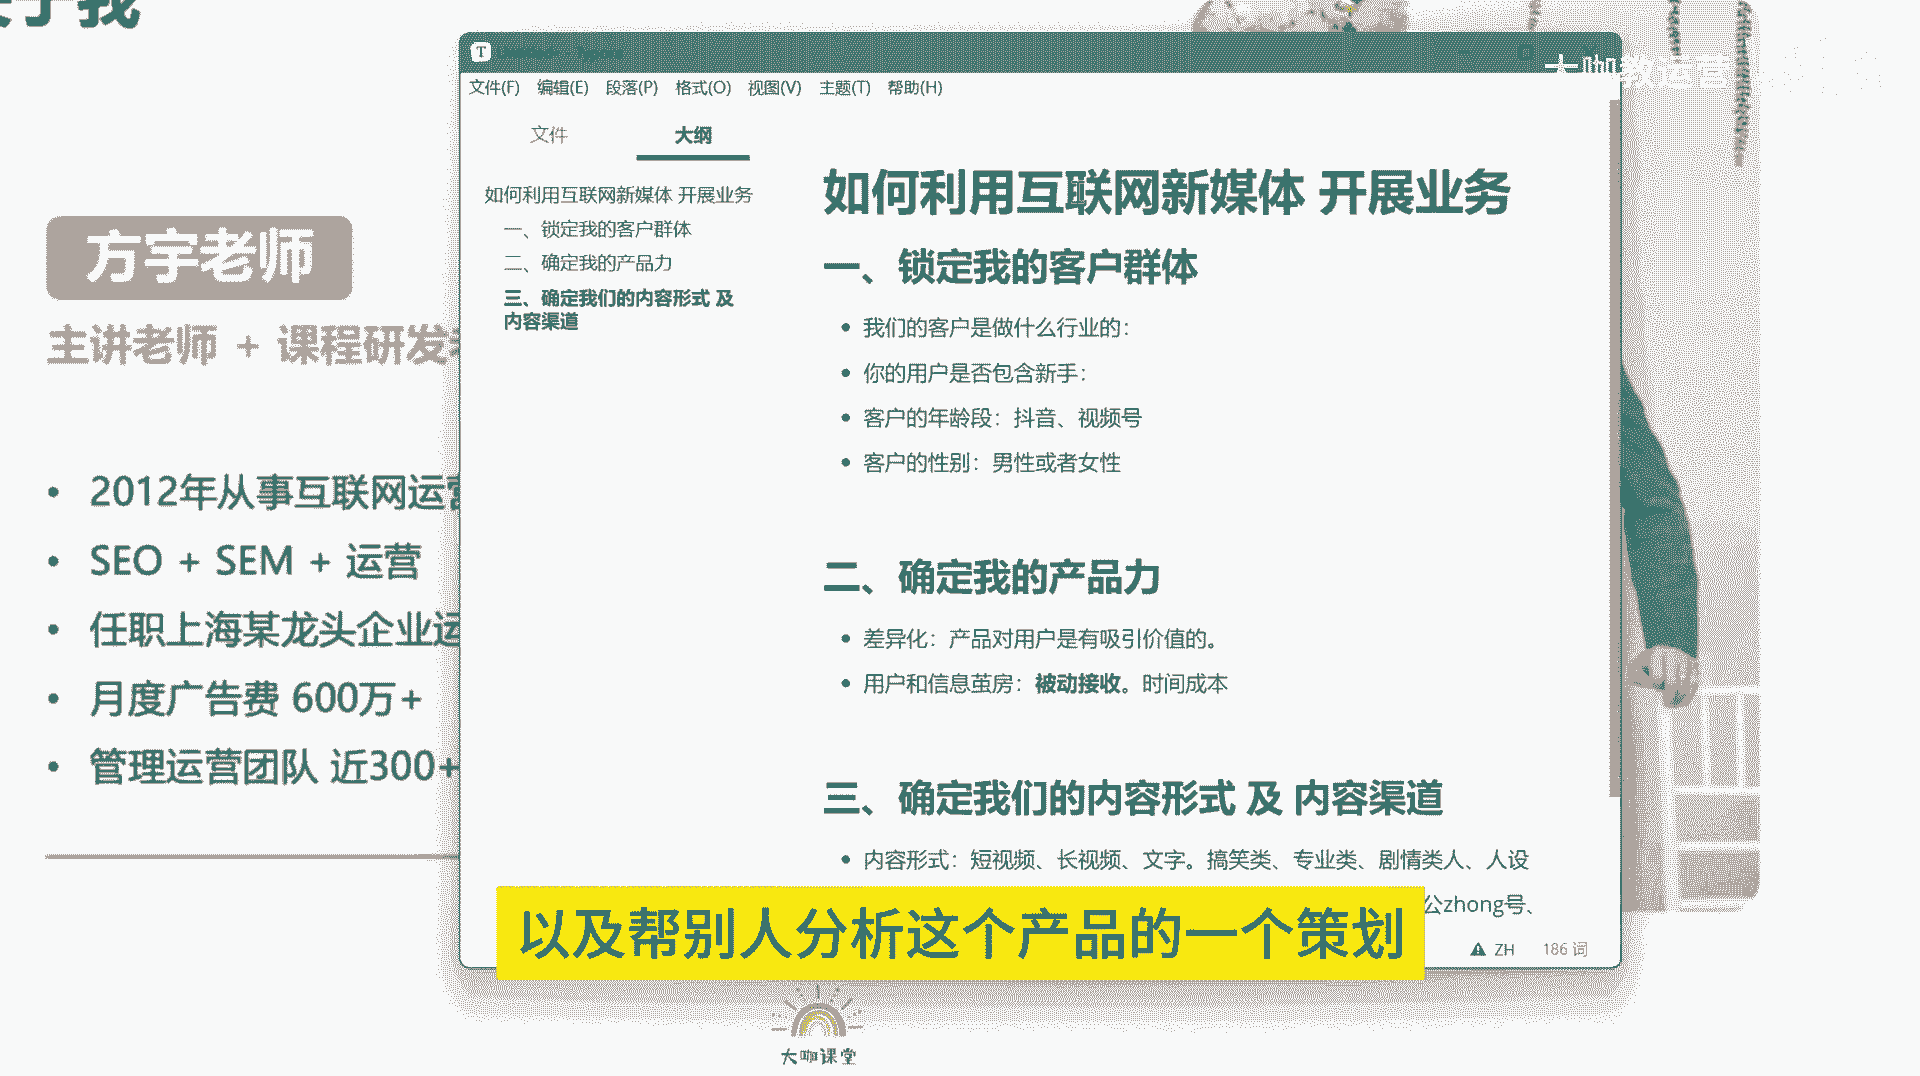 于我
方宇老师
主讲老师 + 课程研发
2012年从事互联网运营
SEO + SEM + 运营
任职上海某龙头企业运
月度广告费 600万+
管理运营团队 近300+
T
大咖教运营
文件(F) 编辑(E) 段落(P) 格式(O) 视图(V) 主题(T) 帮助(H)
文件 大纲
如何利用互联网新媒体 开展业务
一、锁定我的客户群体
二、确定我的产品力
三、确定我们的内容形式 及
内容渠道
如何利用互联网新媒体 开展业务
一、锁定我的客户群体
我们的客户是做什么行业的：
你的用户是否包含新手：
客户的年龄段：抖音、视频号
客户的性别：男性或者女性
二、确定我的产品力
差异化：产品对用户是有吸引价值的。
用户和信息茧房：被动接收。时间成本
三、确定我们的内容形式 及 内容渠道
内容形式：短视频、长视频、文字。搞笑类、专业类、剧情类人、人设
公zhong号、
以及帮别人分析这个产品的一个策划
ZH 186 词
大咖课堂